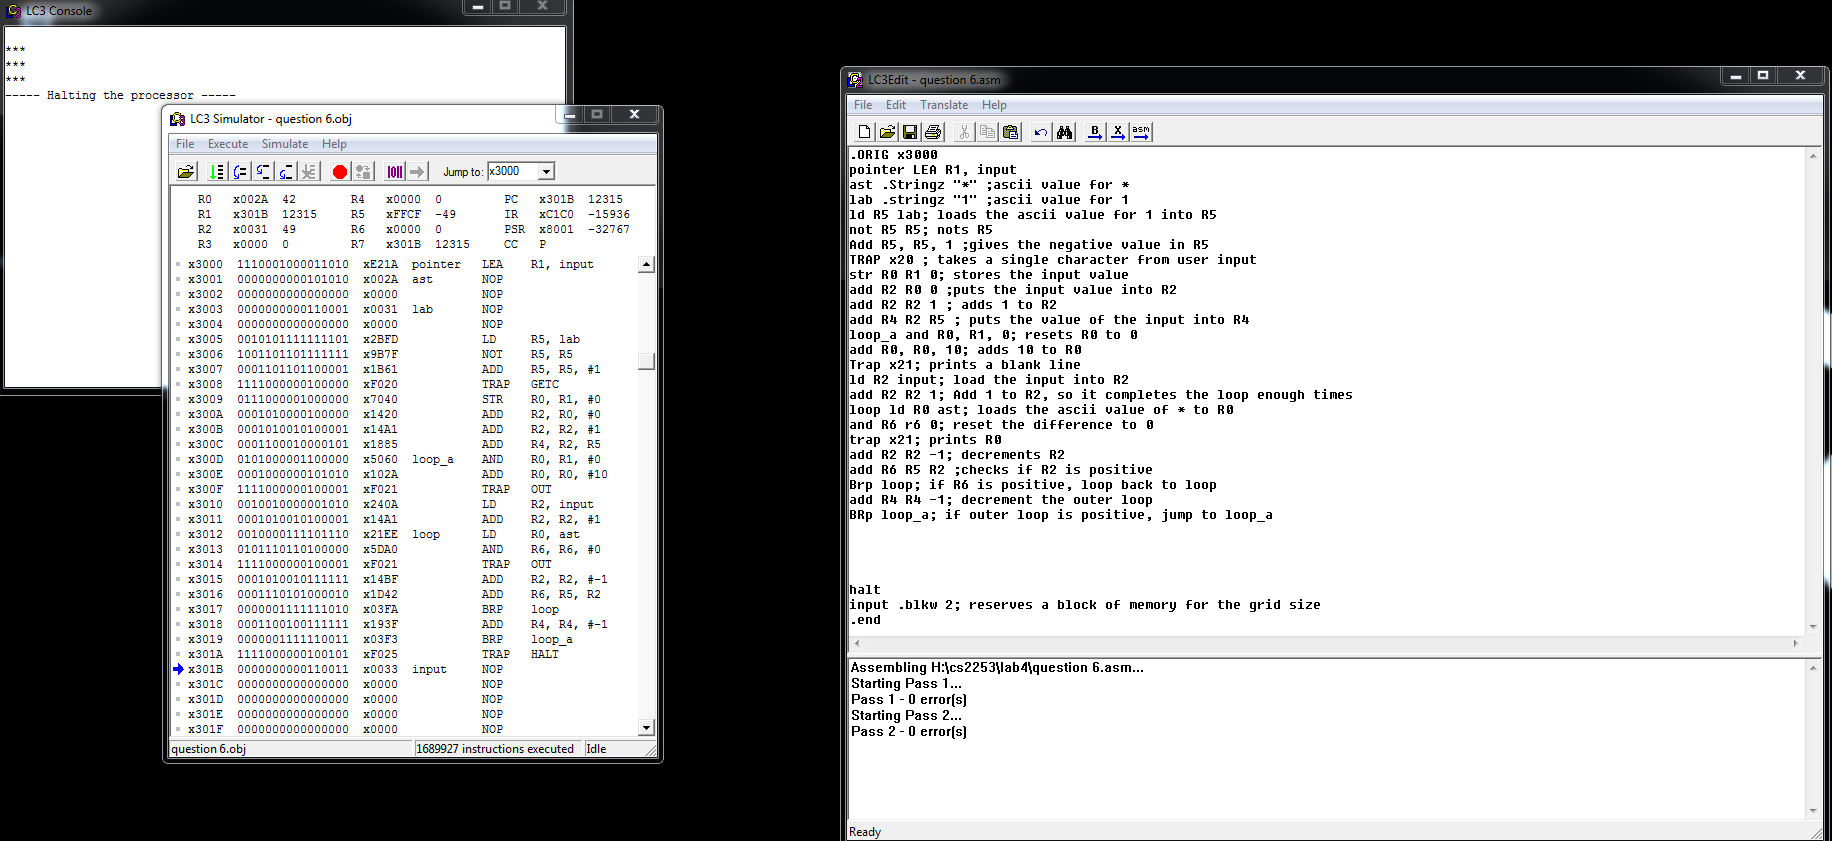 LC3 Console
***
***
***
----- Halting the processor -----
LC3 Simulator - question 6.obj
File Execute Simulate Help
Jump to: x3000
R0 x002A 42 R4 x0000 0 PC x301B 12315
R1 x301B 12315 R5 xFFCF -49 IR xC1C0 -15936
R2 x0031 49 R6 x0000 0 PSR x8001 -32767
R3 x0000 0 R7 x301B 12315 CC P
x3000 1110001000011010 xE21A pointer LEA R1, input
x3001 0000000000101010 x002A ast NOP
x3002 0000000000000000 x0000 NOP
x3003 0000000000110001 x0031 lab NOP
x3004 0000000000000000 x0000 NOP
x3005 0010101111111101 x2BFD LD R5, lab
x3006 1001101101111111 x9B7F NOT R5, R5
x3007 0001101101100001 x1B61 ADD R5, R5, #1
x3008 1111000000100000 xF020 TRAP GETC
x3009 0111000001000000 x7040 STR R0, R1, #0
x300A 0001010000100000 x1420 ADD R2, R0, #0
x300B 0001010010100001 x14A1 ADD R2, R2, #1
x300C 0001100010000101 x1885 ADD R4, R2, R5
x300D 0101000001100000 x5060 loop_a AND R0, R1, #0
x300E 0001000000101010 x102A ADD R0, R0, #10
x300F 1111000000100001 xF021 TRAP OUT
x3010 0010010000001010 x240A LD R2, input
x3011 0001010010100001 x14A1 ADD R2, R2, #1
x3012 0010000111101110 x21EE loop LD R0, ast
x3013 0101110110100000 x5DA0 AND R6, R6, #0
x3014 1111000000100001 xF021 TRAP OUT
x3015 0001010010111111 x14BF ADD R2, R2, #-1
x3016 0001110101000010 x1D42 ADD R6, R5, R2
x3017 0000001111111010 x03FA BRP loop
x3018 0001100100111111 x193F ADD R4, R4, #-1
x3019 0000001111110011 x03F3 BRP loop_a
x301A 1111000000100101 xF025 TRAP HALT
x301B 0000000000110011 x0033 input NOP
x301C 0000000000000000 x0000 NOP
x301D 0000000000000000 x0000 NOP
x301E 0000000000000000 x0000 NOP
x301F 0000000000000000 x0000 NOP
question 6.obj 1689927 instructions executed Idle
LC3Edit - question 6.asm
File Edit Translate Help
B X asm
.ORIG x3000
pointer LEA R1, input
ast .Stringz "*" ;ascii value for *
lab .stringz "1" ;ascii value for 1
ld R5 lab; loads the ascii value for 1 into R5
not R5 R5; nots R5
Add R5, R5, 1 ;gives the negative value in R5
TRAP x20 ; takes a single character from user input
str R0 R1 0; stores the input value
add R2 R0 0 ;puts the input value into R2
add R2 R2 1 ; adds 1 to R2
add R4 R2 R5 ; puts the value of the input into R4
loop_a and R0, R1, 0; resets R0 to 0
add R0, R0, 10; adds 10 to R0
Trap x21; prints a blank line
ld R2 input; load the input into R2
add R2 R2 1; Add 1 to R2, so it completes the loop enough times
loop ld R0 ast; loads the ascii value of * to R0
and R6 r6 0; reset the difference to 0
trap x21; prints R0
add R2 R2 -1; decrements R2
add R6 R5 R2 ;checks if R2 is positive
Brp loop; if R6 is positive, loop back to loop
add R4 R4 -1; decrement the outer loop
BRp loop_a; if outer loop is positive, jump to loop_a
halt
input .blkw 2; reserves a block of memory for the grid size
.end
Assembling H:\cs2253\lab4\question 6.asm...
Starting Pass 1...
Pass 1 - 0 error(s)
Starting Pass 2...
Pass 2 - 0 error(s)
Ready